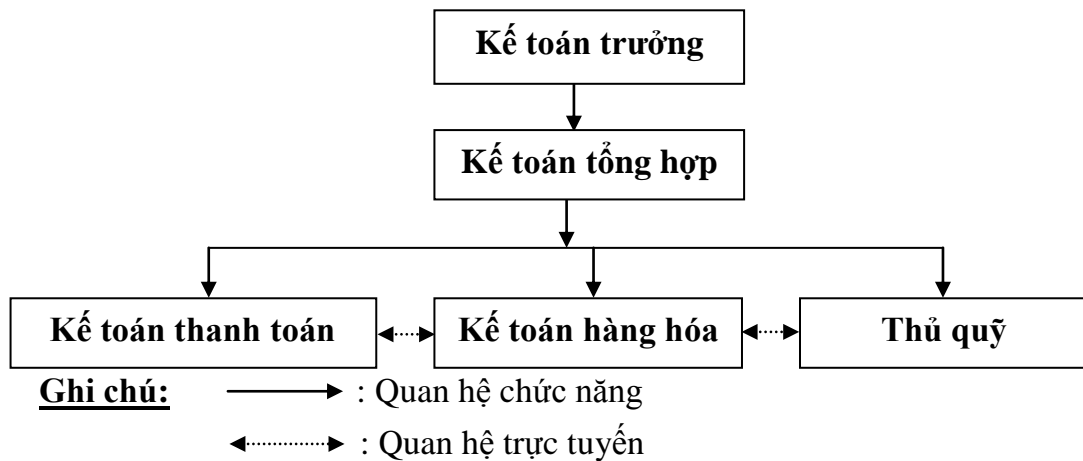 Kế toán trưởng
Kế toán tổng hợp
Kế toán thanh toán
Kế toán hàng hóa
Thủ quỹ
Ghi chú:
: Quan hệ chức năng
: Quan hệ trực tuyến